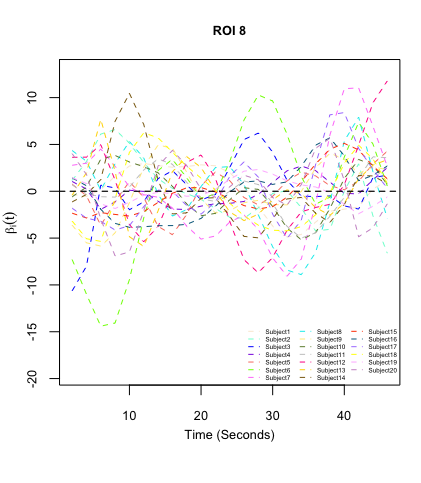 ROI 8
β̂(t)
10
5
0
-5
-10
-15
-20
Subject1 Subject8 Subject15
Subject2 Subject9 Subject16
Subject3 Subject10 Subject17
Subject4 Subject11 Subject18
Subject5 Subject12 Subject19
Subject6 Subject13 Subject20
Subject7 Subject14
10 20 30 40
Time (Seconds)